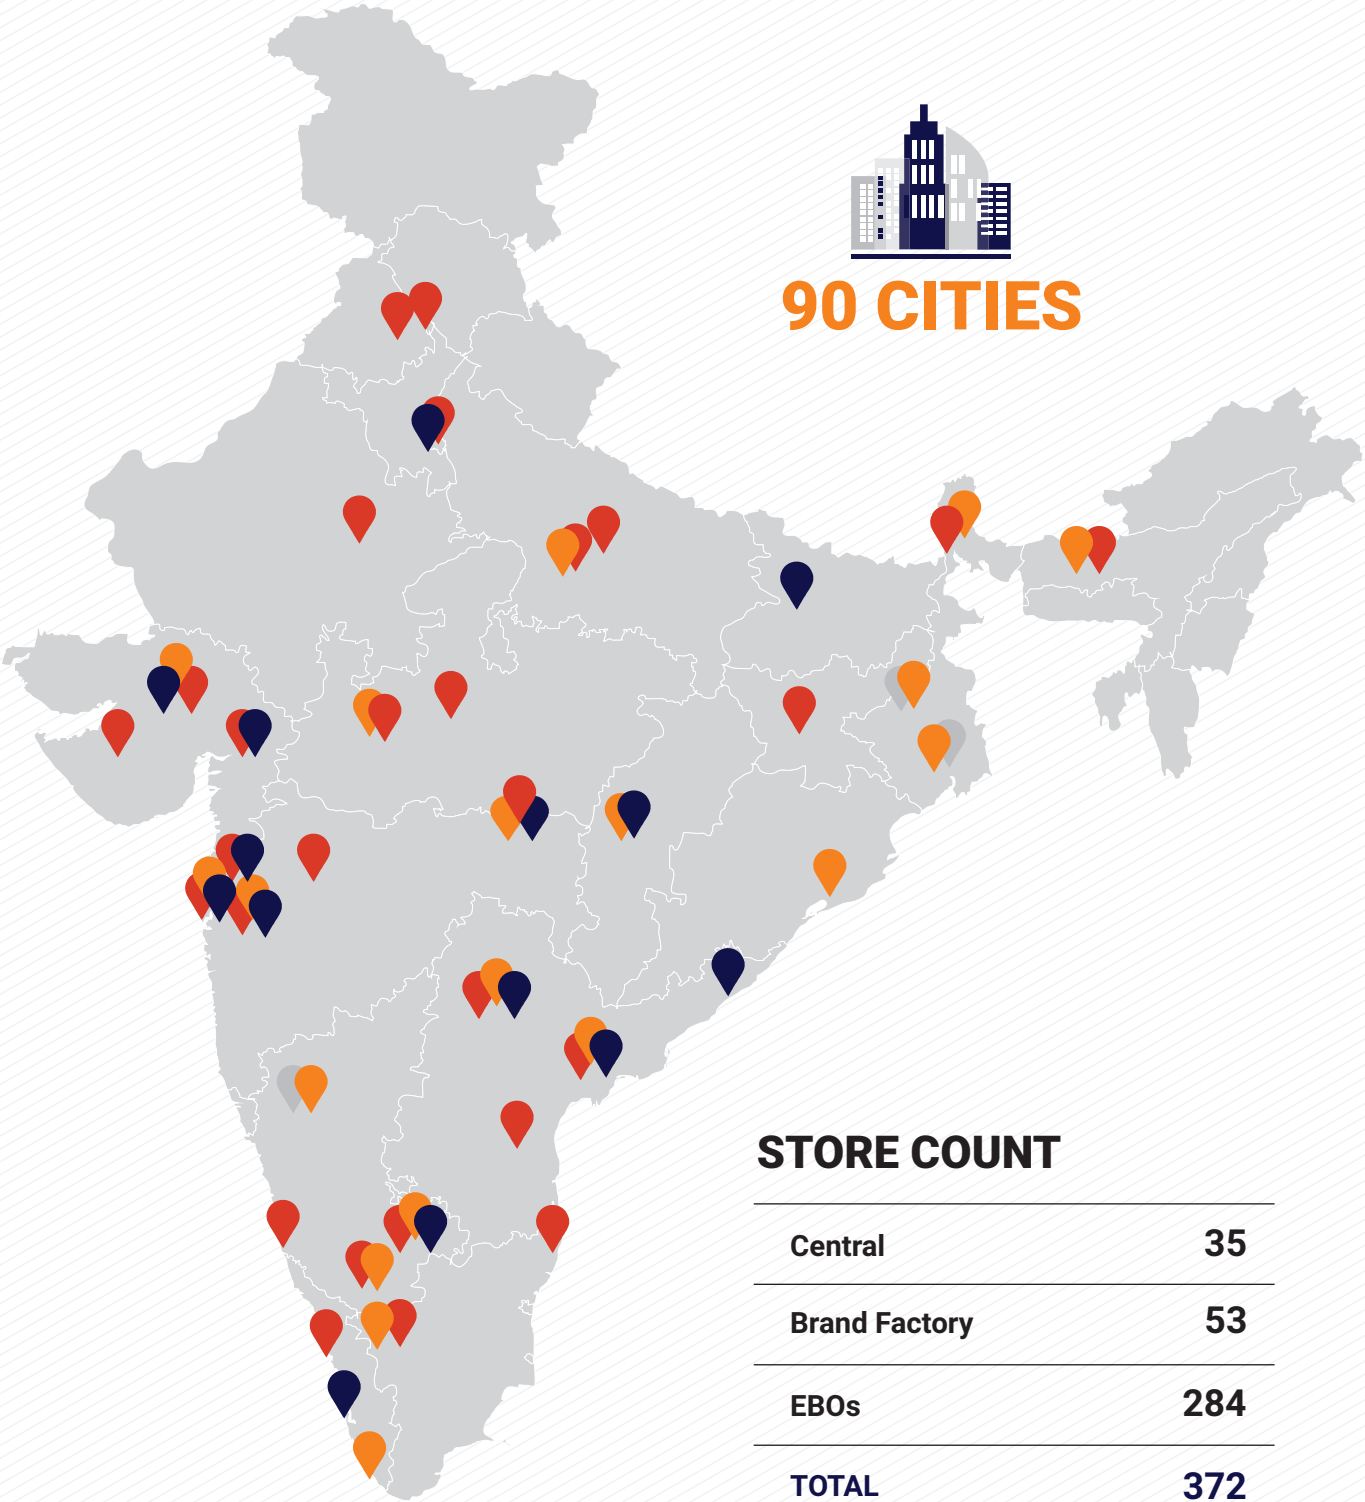 90 CITIES
STORE COUNT
Central 35
Brand Factory 53
EBOs 284
TOTAL 372